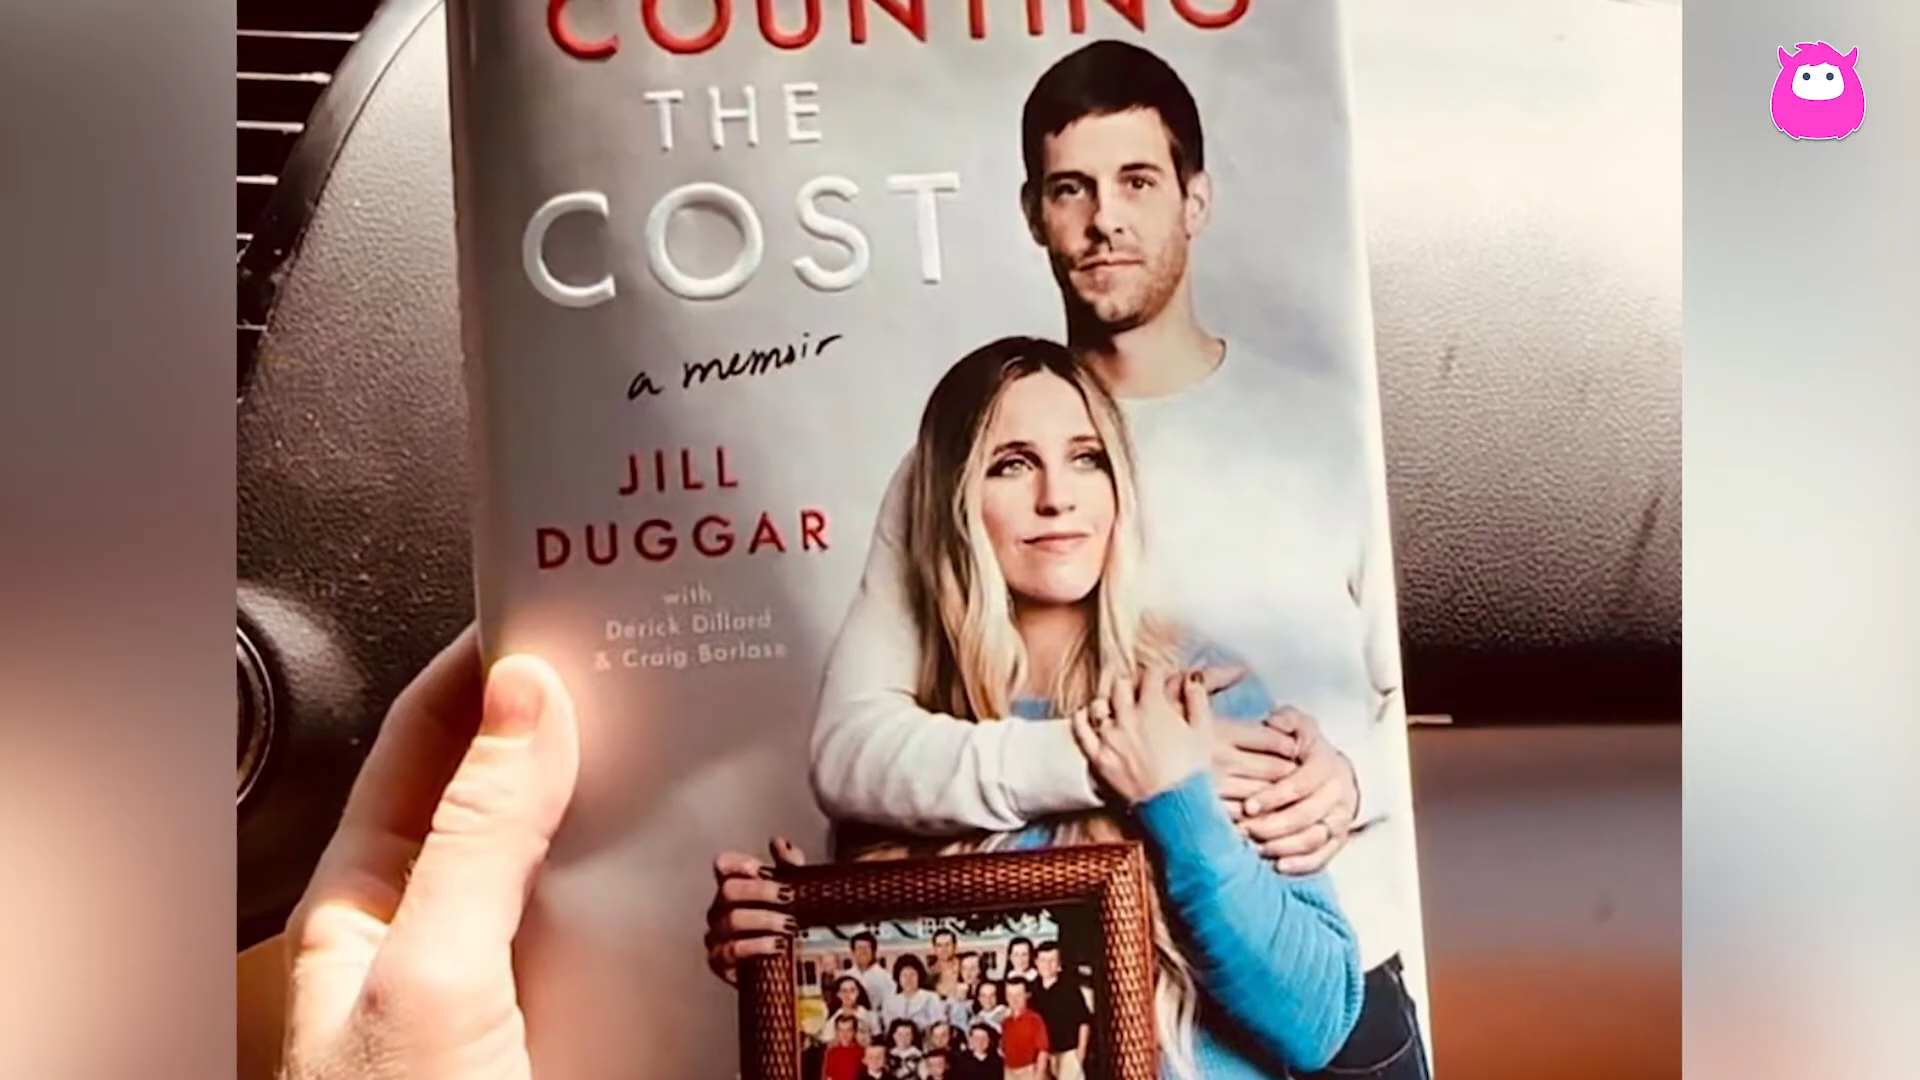 COUNTING
THE
COST
a memoir
JILL
DUGGAR
with
Derick Dillard
& Craig Borlase